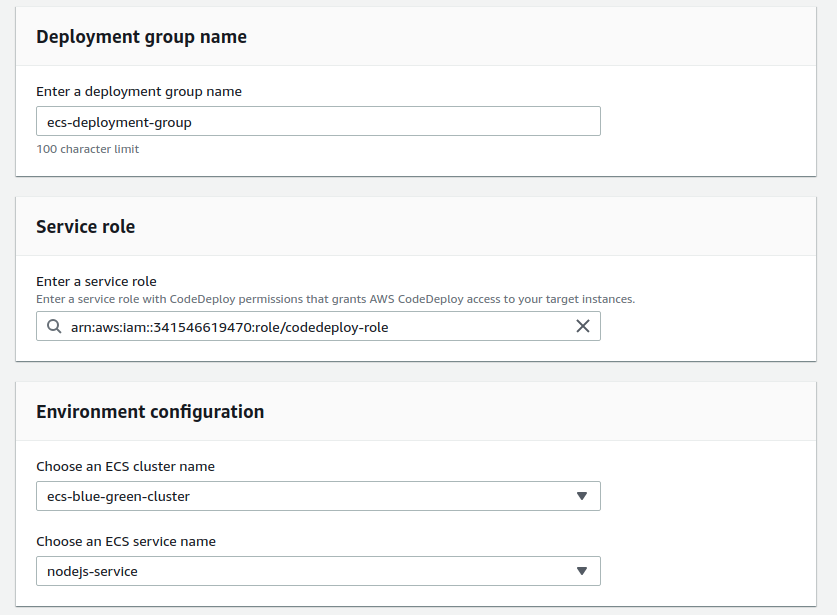 Deployment group name
Enter a deployment group name
ecs-deployment-group
100 character limit
Service role
Enter a service role
Enter a service role with CodeDeploy permissions that grants AWS CodeDeploy access to your target instances.
arn:aws:iam::341546619470:role/codedeploy-role
Environment configuration
Choose an ECS cluster name
ecs-blue-green-cluster
Choose an ECS service name
nodejs-service